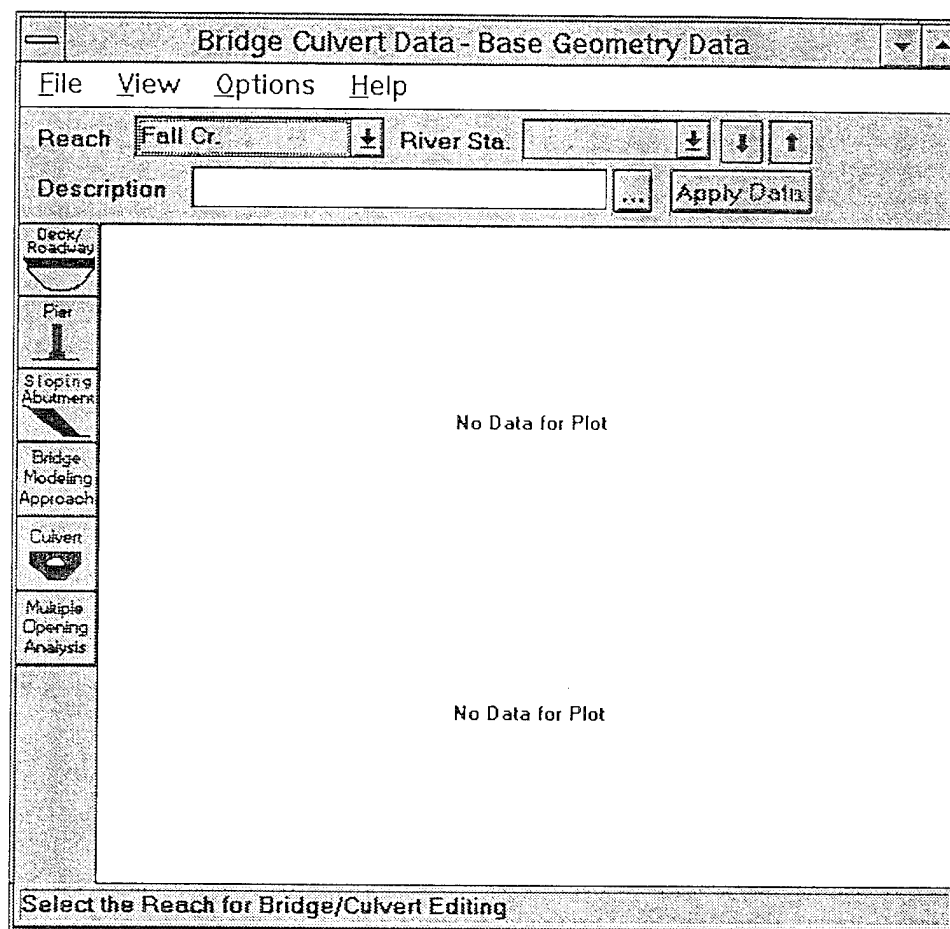 Bridge Culvert Data - Base Geometry Data
File View Options Help
Reach Fall Cr. River Sta.
Description ... Apply Data
Deck/
Roadway
Pier
Sloping
Abutment
Bridge
Modeling
Approach
Culvert
Multiple
Opening
Analysis
No Data for Plot
No Data for Plot
Select the Reach for Bridge/Culvert Editing